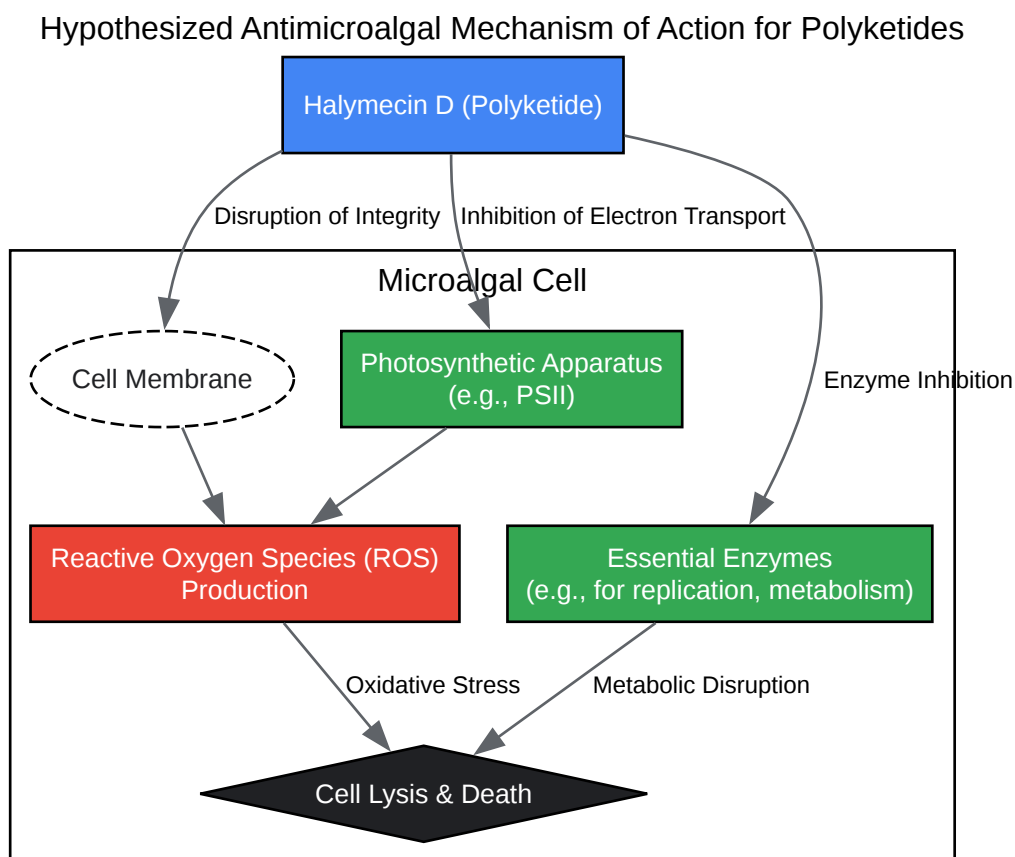 Hypothesized Antimicroalgal Mechanism of Action for Polyketides
Halymecin D (Polyketide)
Disruption of Integrity
Inhibition of Electron Transport
Microalgal Cell
Cell Membrane
Photosynthetic Apparatus
(e.g., PSII)
Enzyme Inhibition
Reactive Oxygen Species (ROS)
Production
Essential Enzymes
(e.g., for replication, metabolism)
Oxidative Stress
Metabolic Disruption
Cell Lysis & Death